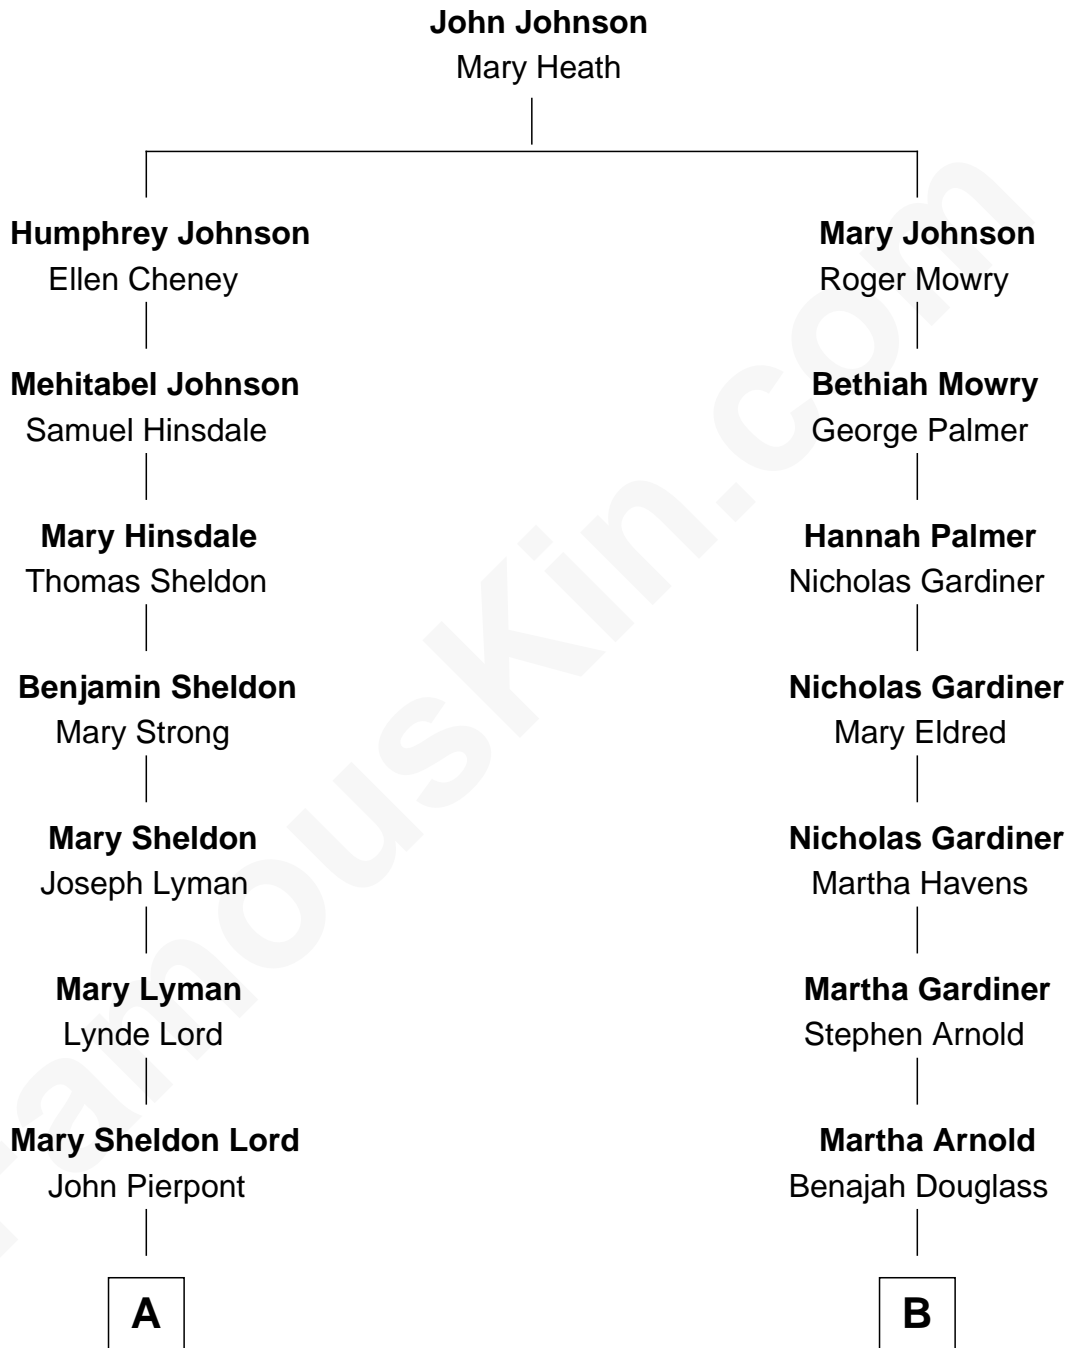 John Johnson
Mary Heath
Humphrey Johnson
Ellen Cheney
Mehitabel Johnson
Samuel Hinsdale
Mary Hinsdale
Thomas Sheldon
Benjamin Sheldon
Mary Strong
Mary Sheldon
Joseph Lyman
Mary Lyman
Lynde Lord
Mary Sheldon Lord
John Pierpont
A
Mary Johnson
Roger Mowry
Bethiah Mowry
George Palmer
Hannah Palmer
Nicholas Gardiner
Nicholas Gardiner
Mary Eldred
Nicholas Gardiner
Martha Havens
Martha Gardiner
Stephen Arnold
Martha Arnold
Benajah Douglass
B
FamousKin.com